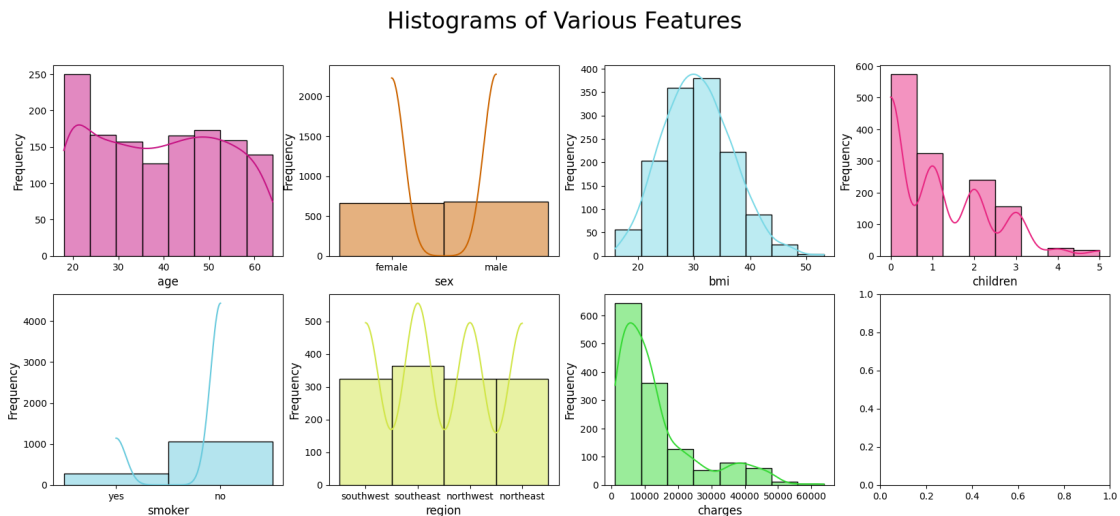 Histograms of Various Features
Frequency
250
200
150
100
50
0
20 30 40 50 60
age
Frequency
2000
1500
1000
500
0
female male
sex
Frequency
400
350
300
250
200
150
100
50
0
20 30 40 50
bmi
Frequency
600
500
400
300
200
100
0
0 1 2 3 4 5
children
Frequency
4000
3000
2000
1000
0
yes no
smoker
Frequency
500
400
300
200
100
0
southwest southeast northwest northeast
region
Frequency
600
500
400
300
200
100
0
0 10000 20000 30000 40000 50000 60000
charges
1.0
0.8
0.6
0.4
0.2
0.0
0.0 0.2 0.4 0.6 0.8 1.0